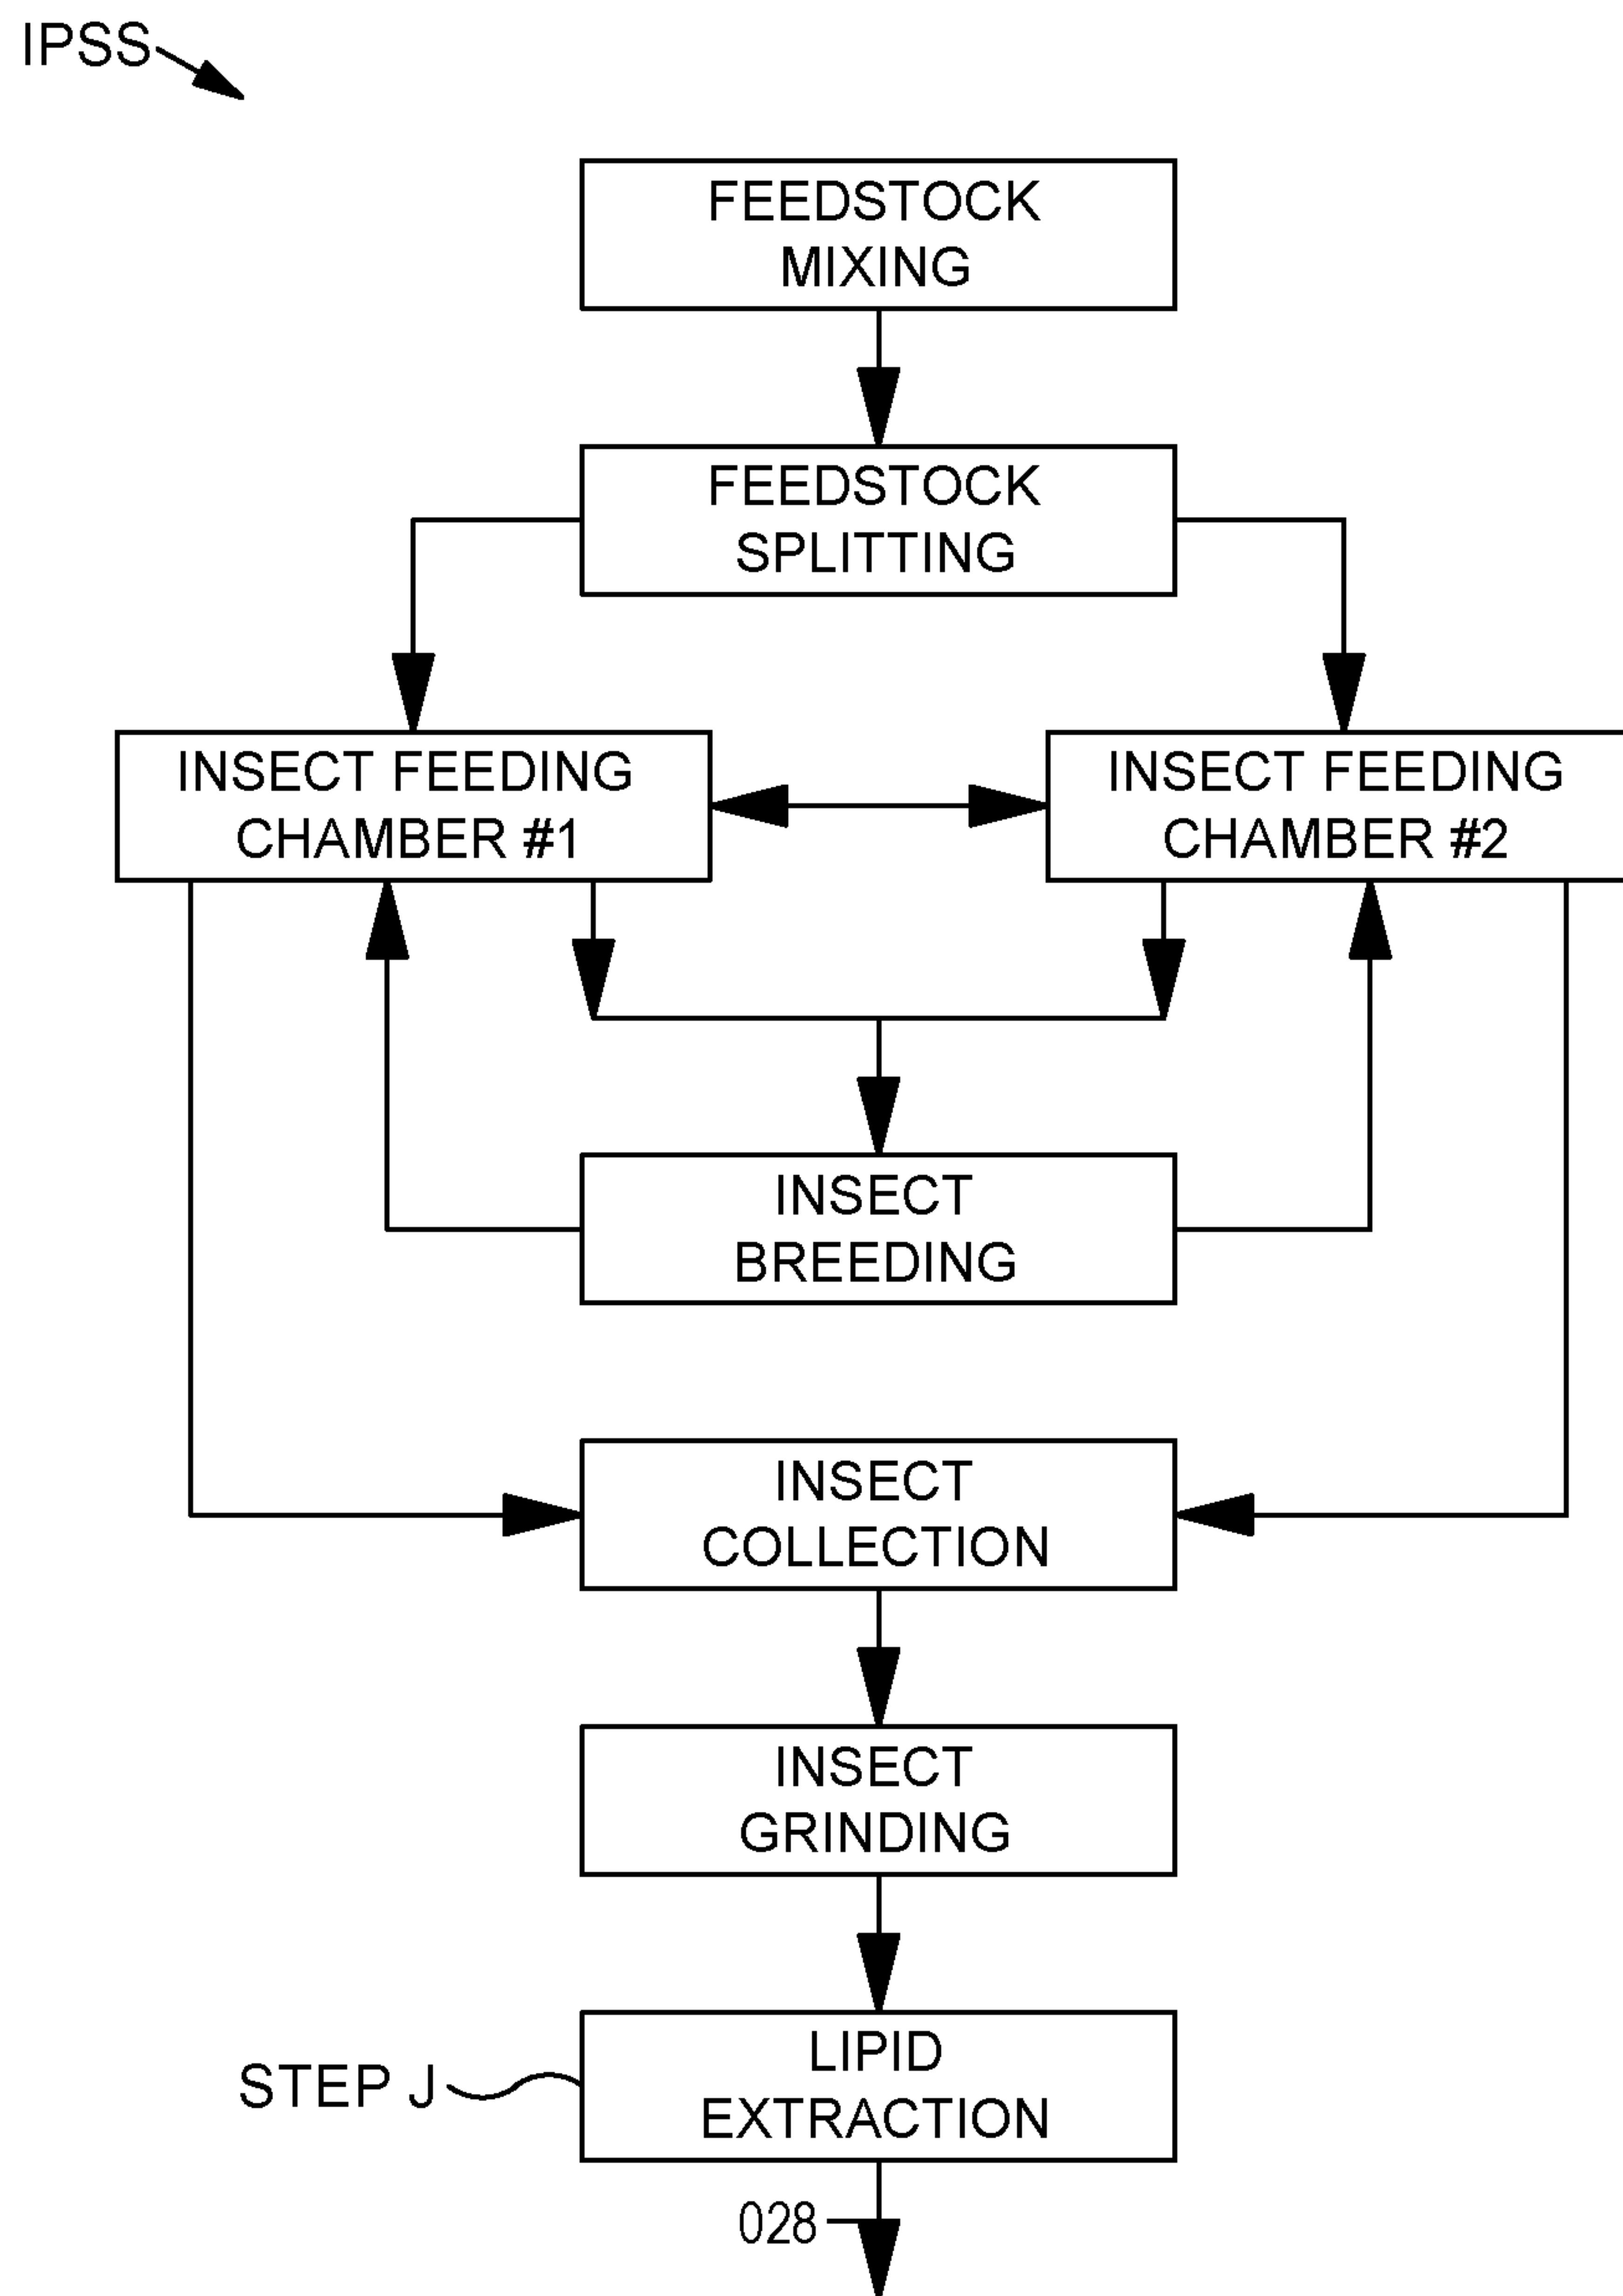 IPSS
FEEDSTOCK
MIXING
FEEDSTOCK
SPLITTING
INSECT FEEDING
CHAMBER #1
INSECT FEEDING
CHAMBER #2
INSECT
BREEDING
INSECT
COLLECTION
INSECT
GRINDING
STEP J
LIPID
EXTRACTION
028